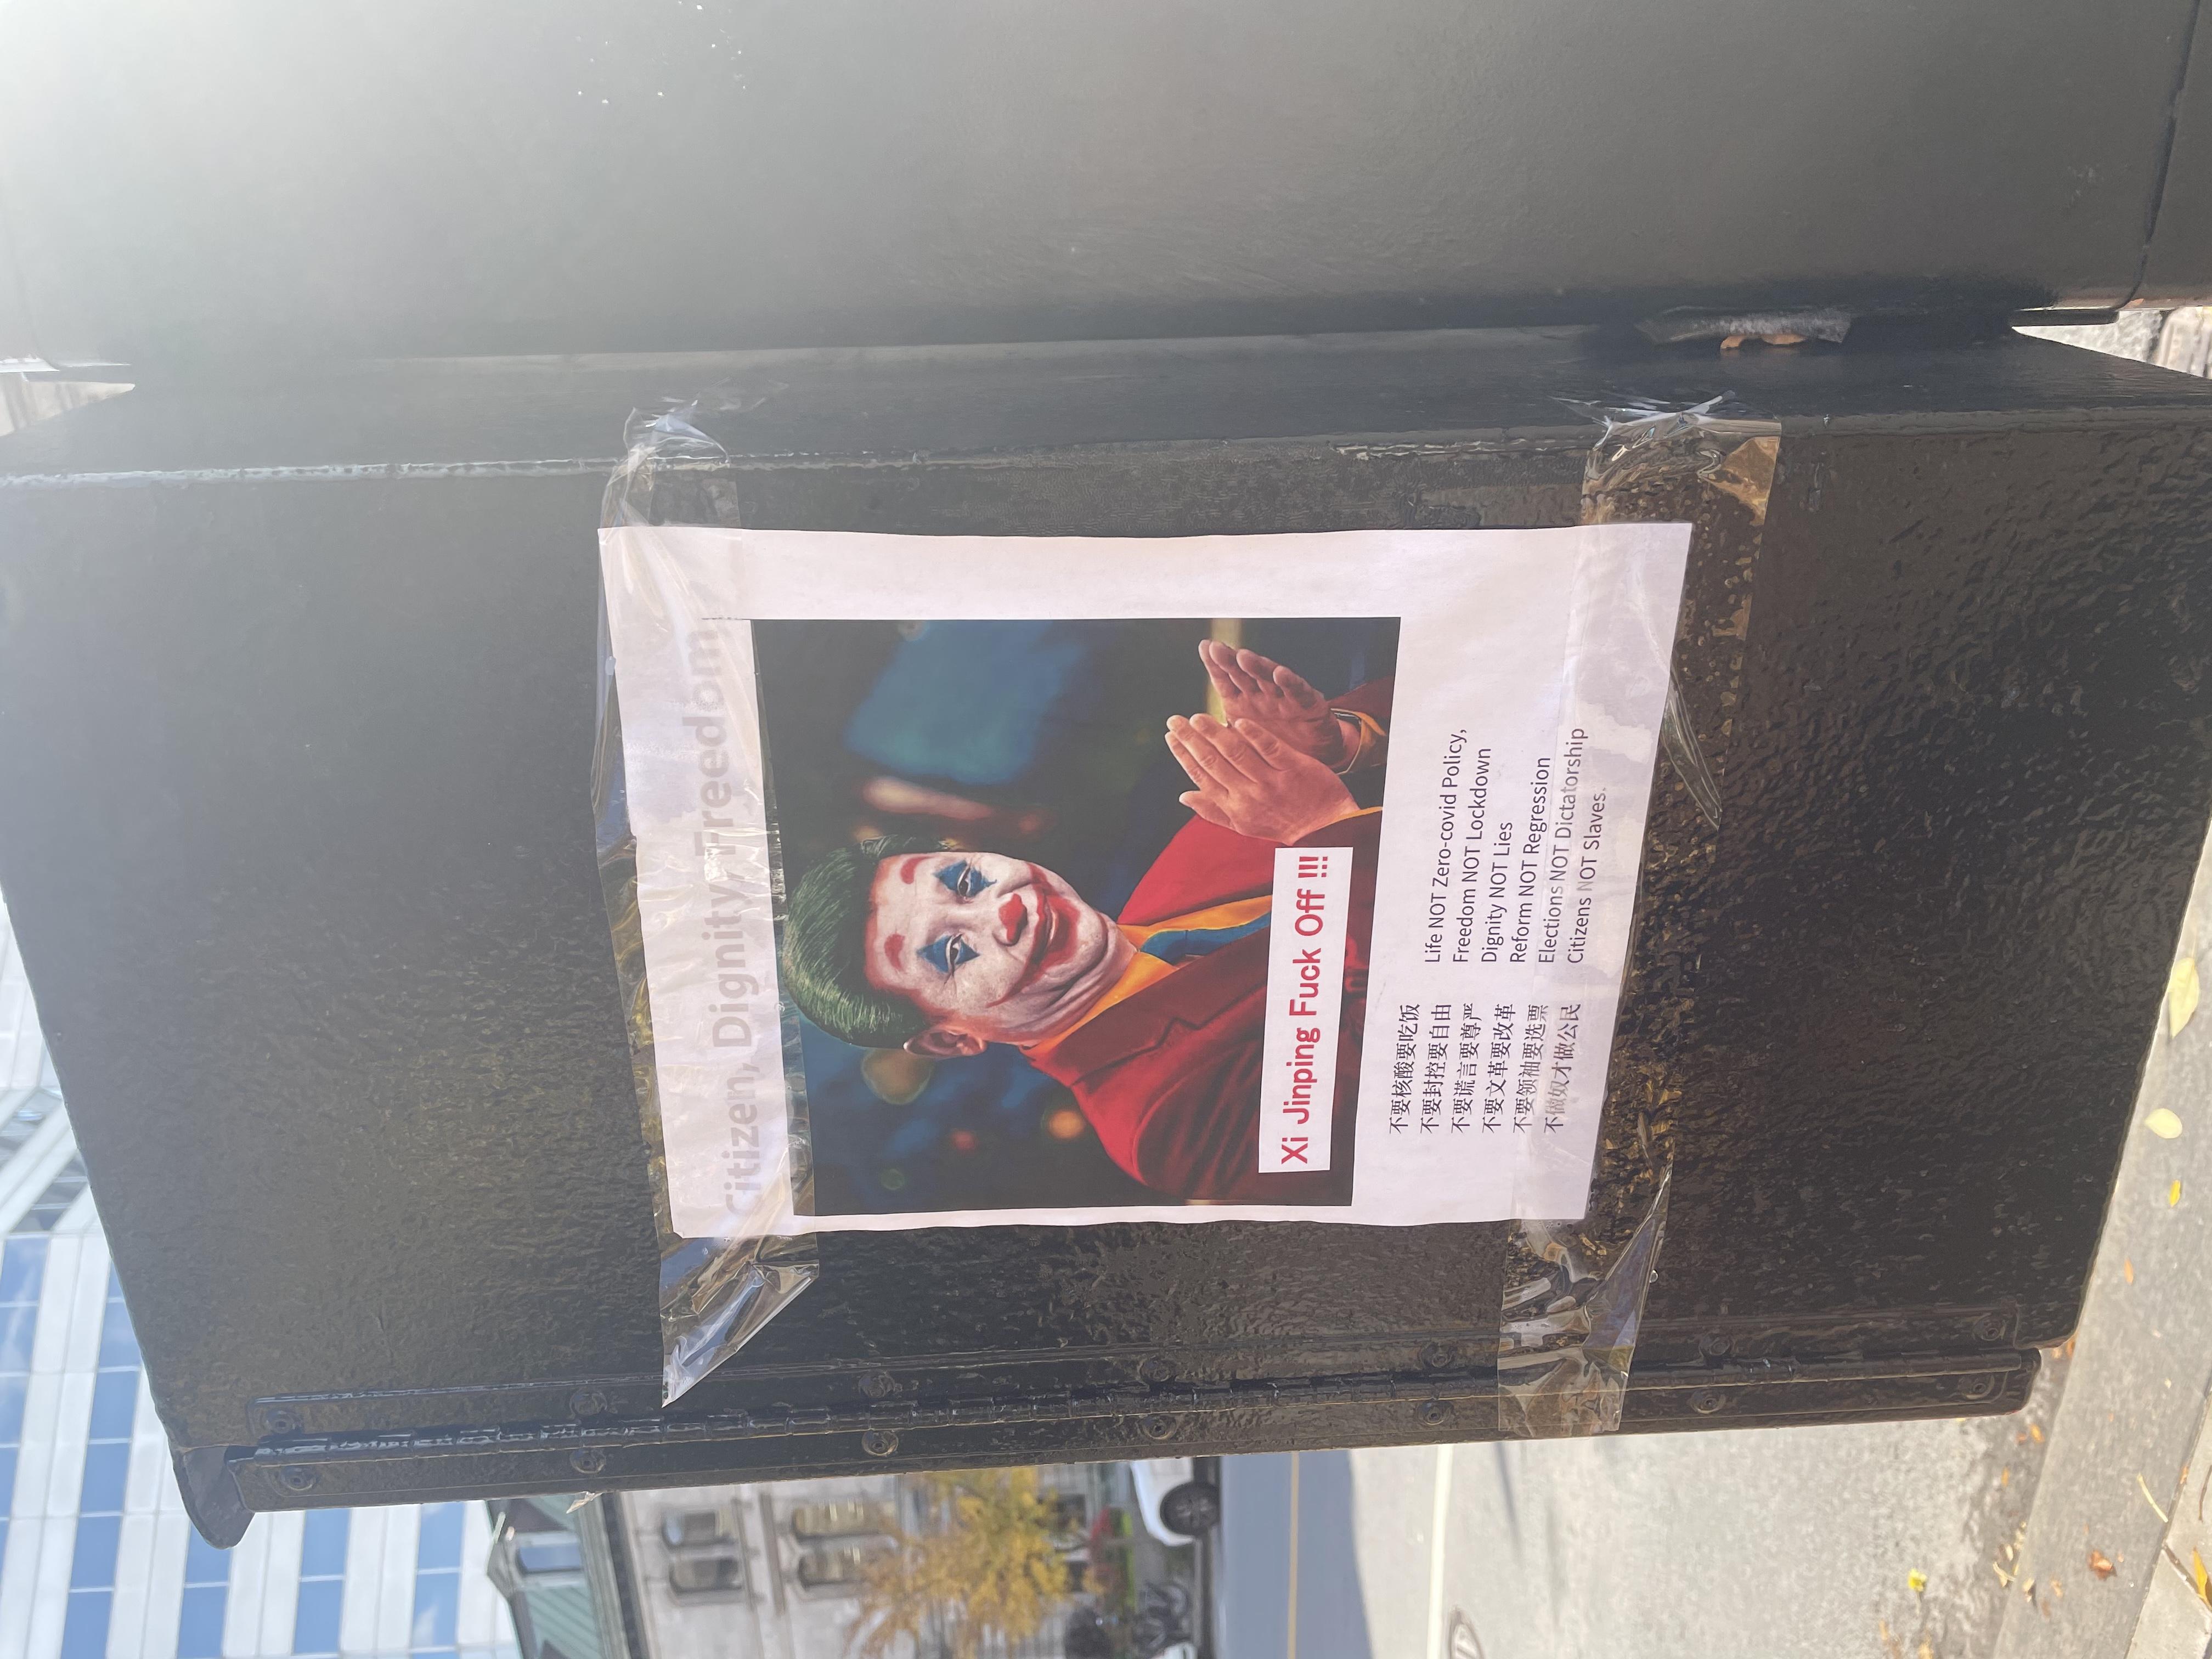 Citizen, Dignity, Freedom,
Xi Jinping Fuck Off !!!
不要核酸要吃饭
不要封控要自由
不要谎言要尊严
不要文革要改革
不要领袖要选票
不做奴才做公民
Life NOT Zero-covid Policy,
Freedom NOT Lockdown
Dignity NOT Lies
Reform NOT Regression
Elections NOT Dictatorship
Citizens NOT Slaves.